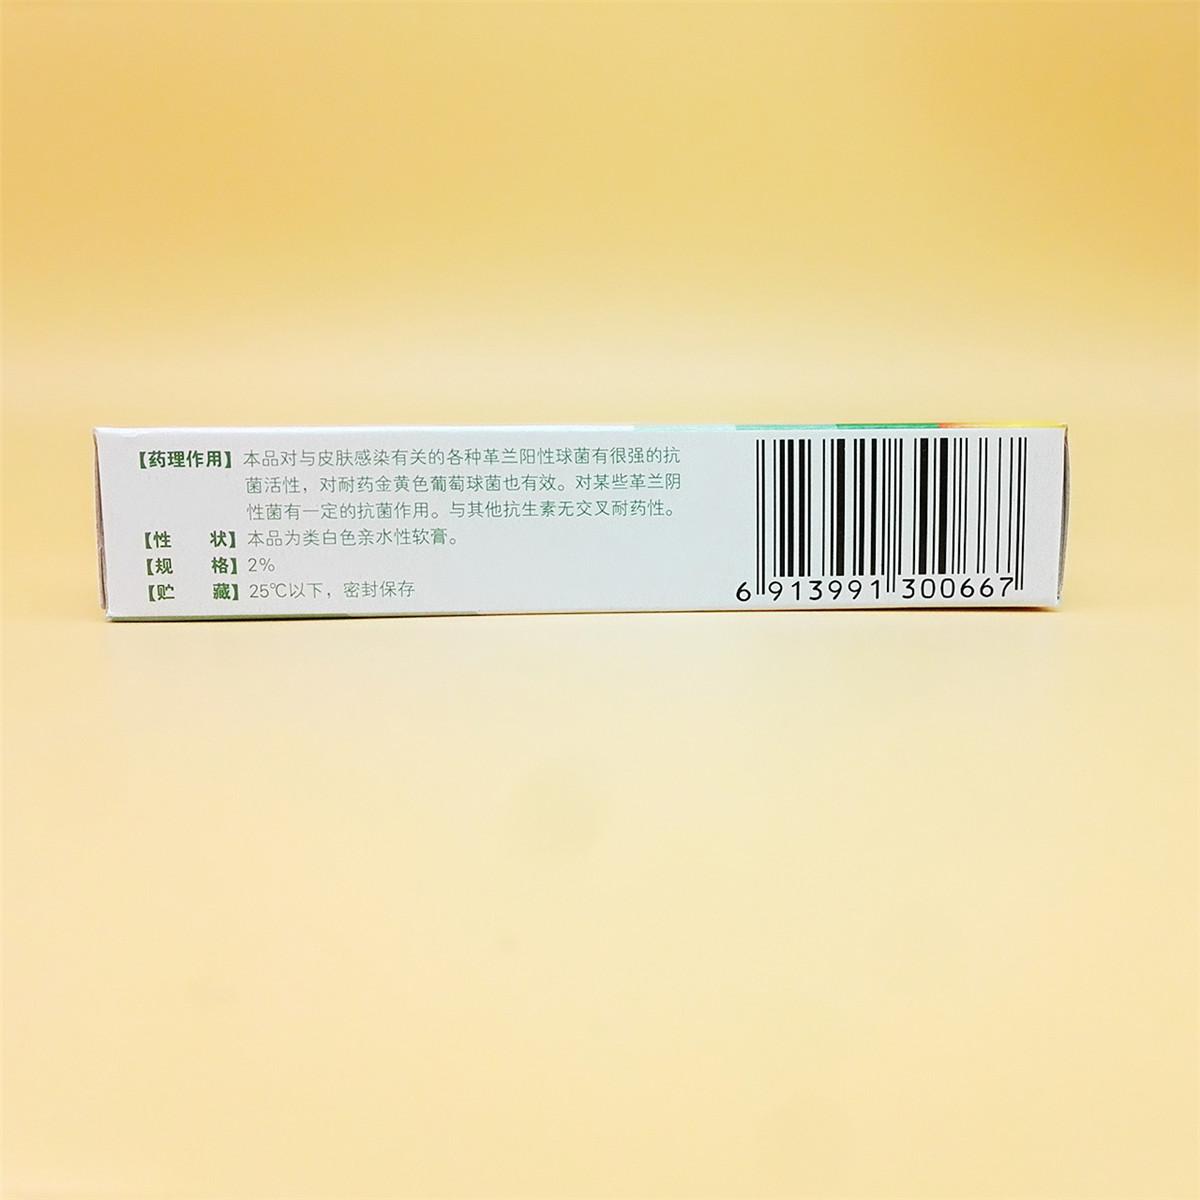 【药理作用】本品对与皮肤感染有关的各种革兰阳性球菌有很强的抗
菌活性，对耐药金黄色葡萄球菌也有效。对某些革兰阴
性菌有一定的抗菌作用。与其他抗生素无交叉耐药性。
【性 状】本品为类白色亲水性软膏。
【规 格】2%
【贮 藏】25℃以下，密封保存
6 913991 300667